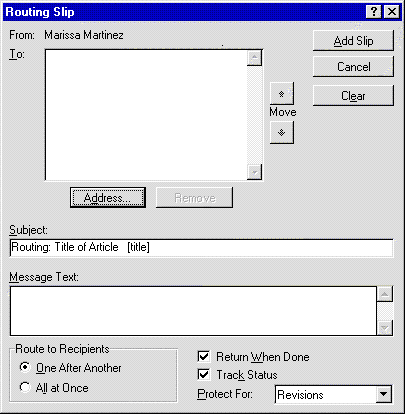 Routing Slip
From: Marissa Martinez
Add Slip
To:
Cancel
Clear
Move
Address... Remove
Subject:
Routing: Title of Article [title]
Message Text:
Route to Recipients
One After Another
All at Once
Return When Done
Track Status
Protect For: Revisions